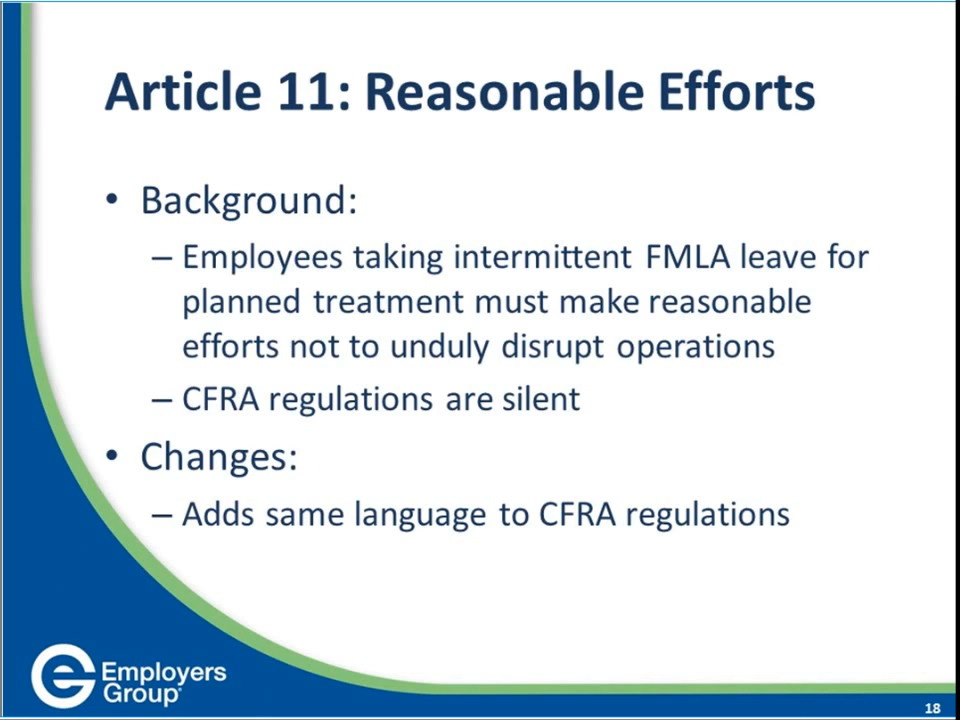 Article 11: Reasonable Efforts
• Background:
– Employees taking intermittent FMLA leave for
planned treatment must make reasonable
efforts not to unduly disrupt operations
– CFRA regulations are silent
• Changes:
– Adds same language to CFRA regulations
e Employers
Group
18